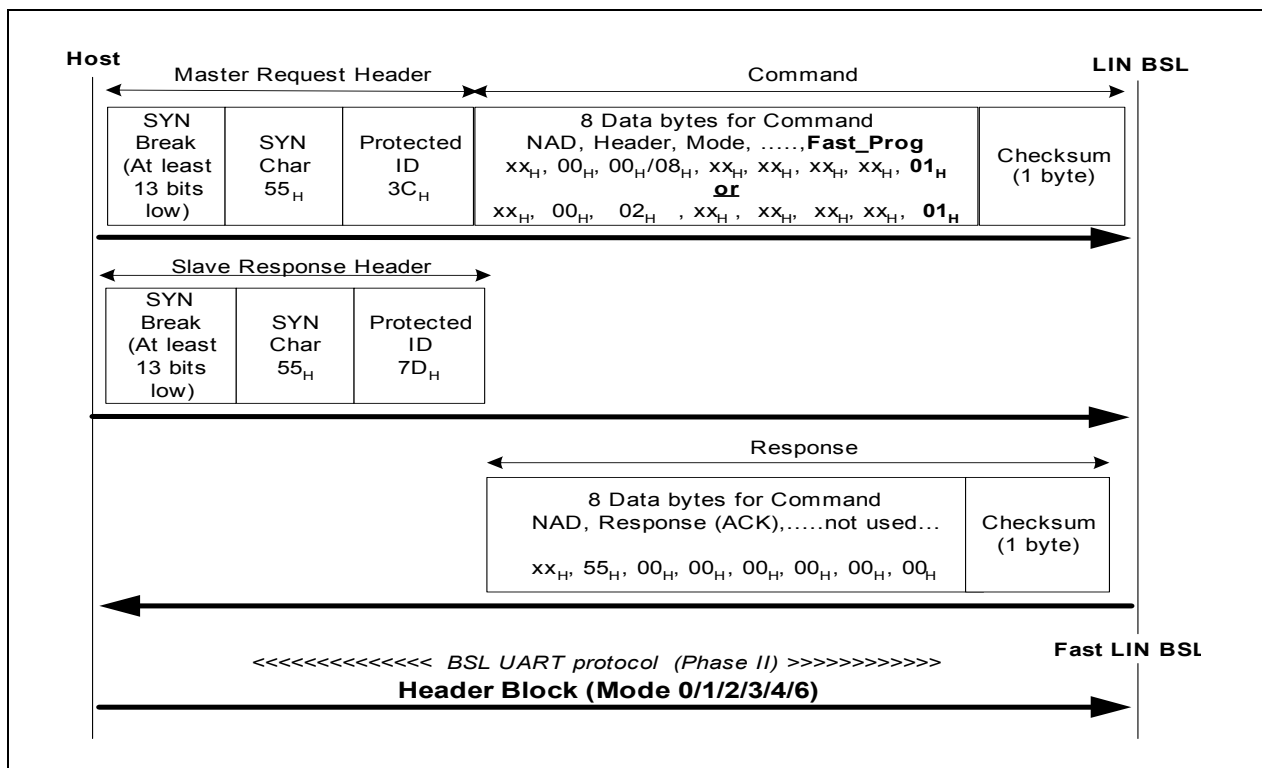 Host
LIN BSL
Master Request Header
Command
SYN
Break
(At least
13 bits
low)
SYN
Char
55H
Protected
ID
3CH
8 Data bytes for Command
NAD, Header, Mode, .....,Fast_Prog
xxH, 00H, 00H/08H, xxH, xxH, xxH, xxH, 01H
or
xxH, 00H, 02H , xxH , xxH, xxH, xxH, 01H
Checksum
(1 byte)
Slave Response Header
SYN
Break
(At least
13 bits
low)
SYN
Char
55H
Protected
ID
7DH
Response
8 Data bytes for Command
NAD, Response (ACK),.....not used...
xxH, 55H, 00H, 00H, 00H, 00H, 00H, 00H
Checksum
(1 byte)
Fast LIN BSL
<<<<<<<<<<<<<< BSL UART protocol (Phase II) >>>>>>>>>>>>
Header Block (Mode 0/1/2/3/4/6)